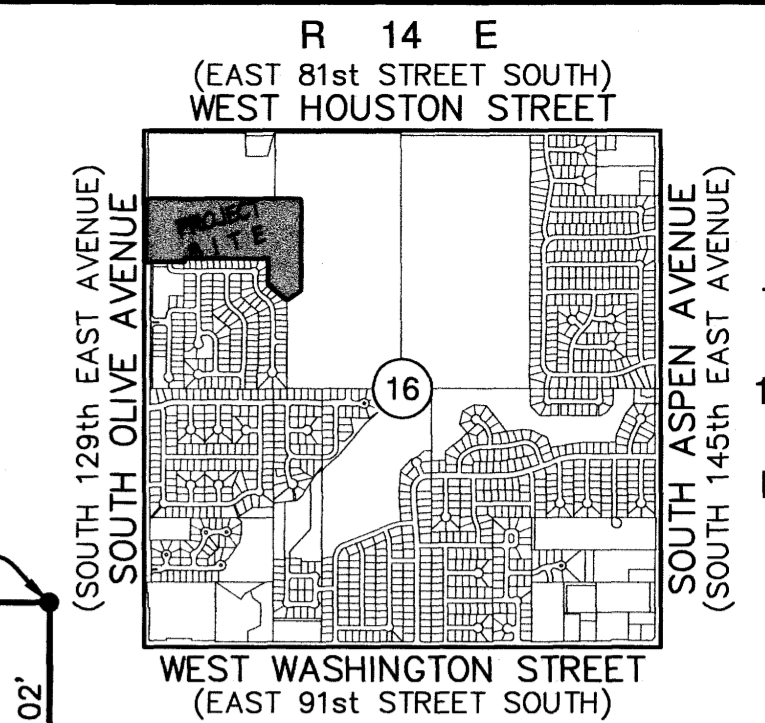 R 14 E
(EAST 81st STREET SOUTH)
WEST HOUSTON STREET
(SOUTH 129th EAST AVENUE)
SOUTH OLIVE AVENUE
PROJECT
SITE
16
SOUTH ASPEN AVENUE
(SOUTH 145th EAST AVENUE)
1
02'
WEST WASHINGTON STREET
(EAST 91st STREET SOUTH)